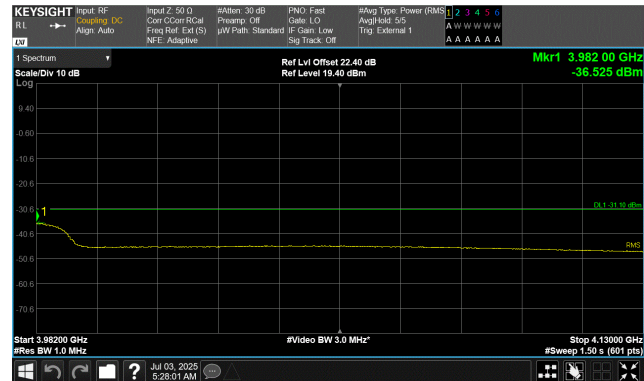 KEYSIGHT
RL
LXI
Input: RF
Coupling: DC
Align: Auto
Input Z: 50 Ω
Corr CCorr RCal
Freq Ref: Ext (S)
NFE: Adaptive
#Atten: 30 dB
Preamp: Off
µW Path: Standard
PNO: Fast
Gate: LO
IF Gain: Low
Sig Track: Off
#Avg Type: Power (RMS
Avg|Hold: 5/5
Trig: External 1
1 2 3 4 5 6
A W W W W W
A A A A A A
1 Spectrum
Scale/Div 10 dB
Ref Lvl Offset 22.40 dB
Ref Level 19.40 dBm
Mkr1 3.982 00 GHz
-36.525 dBm
Log
9.40
-0.60
-10.6
-20.6
-30.6
1
DL1 -31.10 dBm
-40.6
RMS
-50.6
-60.6
-70.6
Start 3.98200 GHz
#Res BW 1.0 MHz
#Video BW 3.0 MHz*
Stop 4.13000 GHz
#Sweep 1.50 s (601 pts)
?
Jul 03, 2025
5:28:01 AM